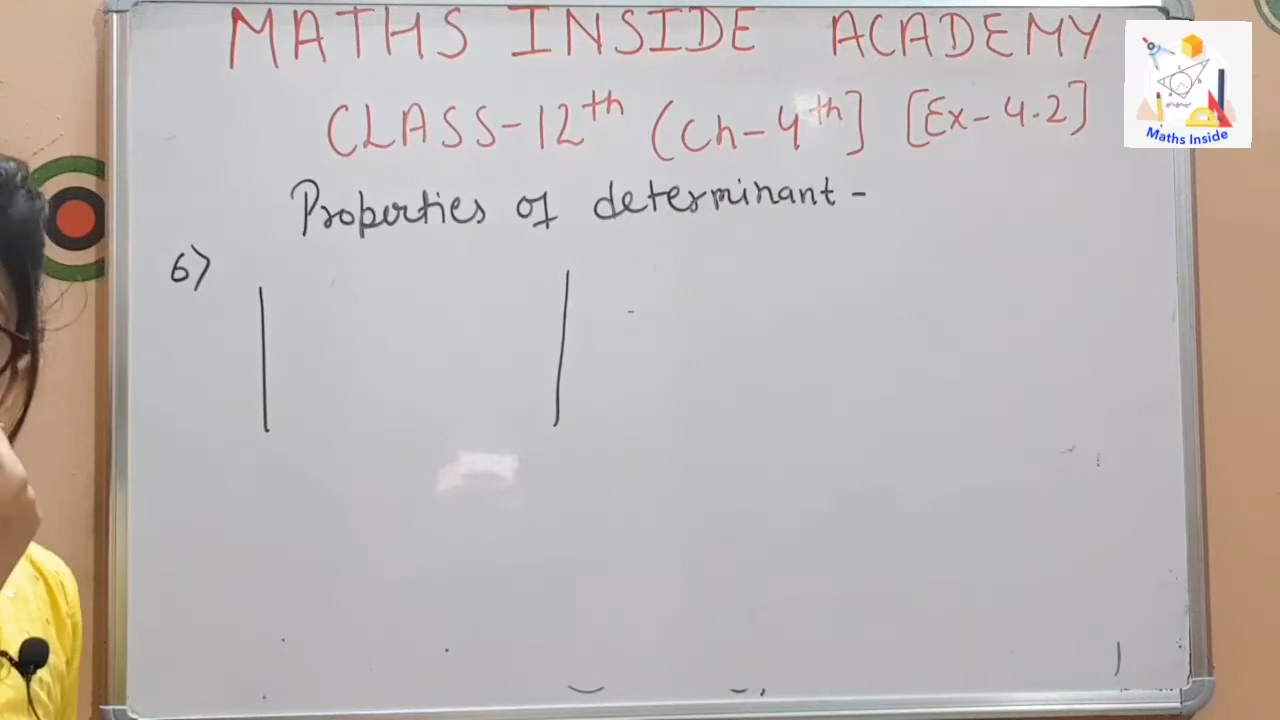 MATHS INSIDE ACADEMY
CLASS-12th (Ch-4th] [Ex-4.2]
Maths Inside
Properties of determinant -
6)